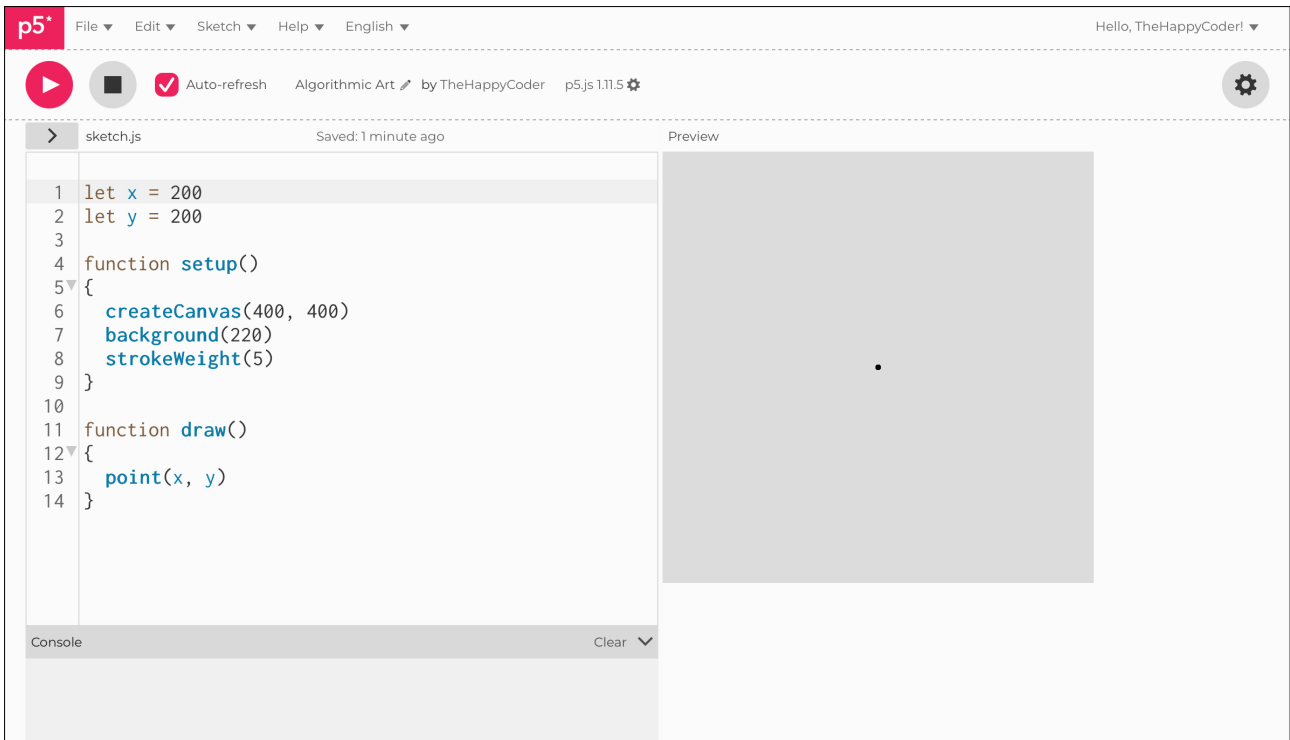 p5* File Edit Sketch Help English Hello, TheHappyCoder!
Auto-refresh Algorithmic Art by TheHappyCoder p5.js 1.11.5
sketch.js Saved: 1 minute ago Preview
1 let x = 200
2 let y = 200
3
4 function setup()
5 {
6 createCanvas(400, 400)
7 background(220)
8 strokeWeight(5)
9 }
10
11 function draw()
12 {
13 point(x, y)
14 }
Console Clear